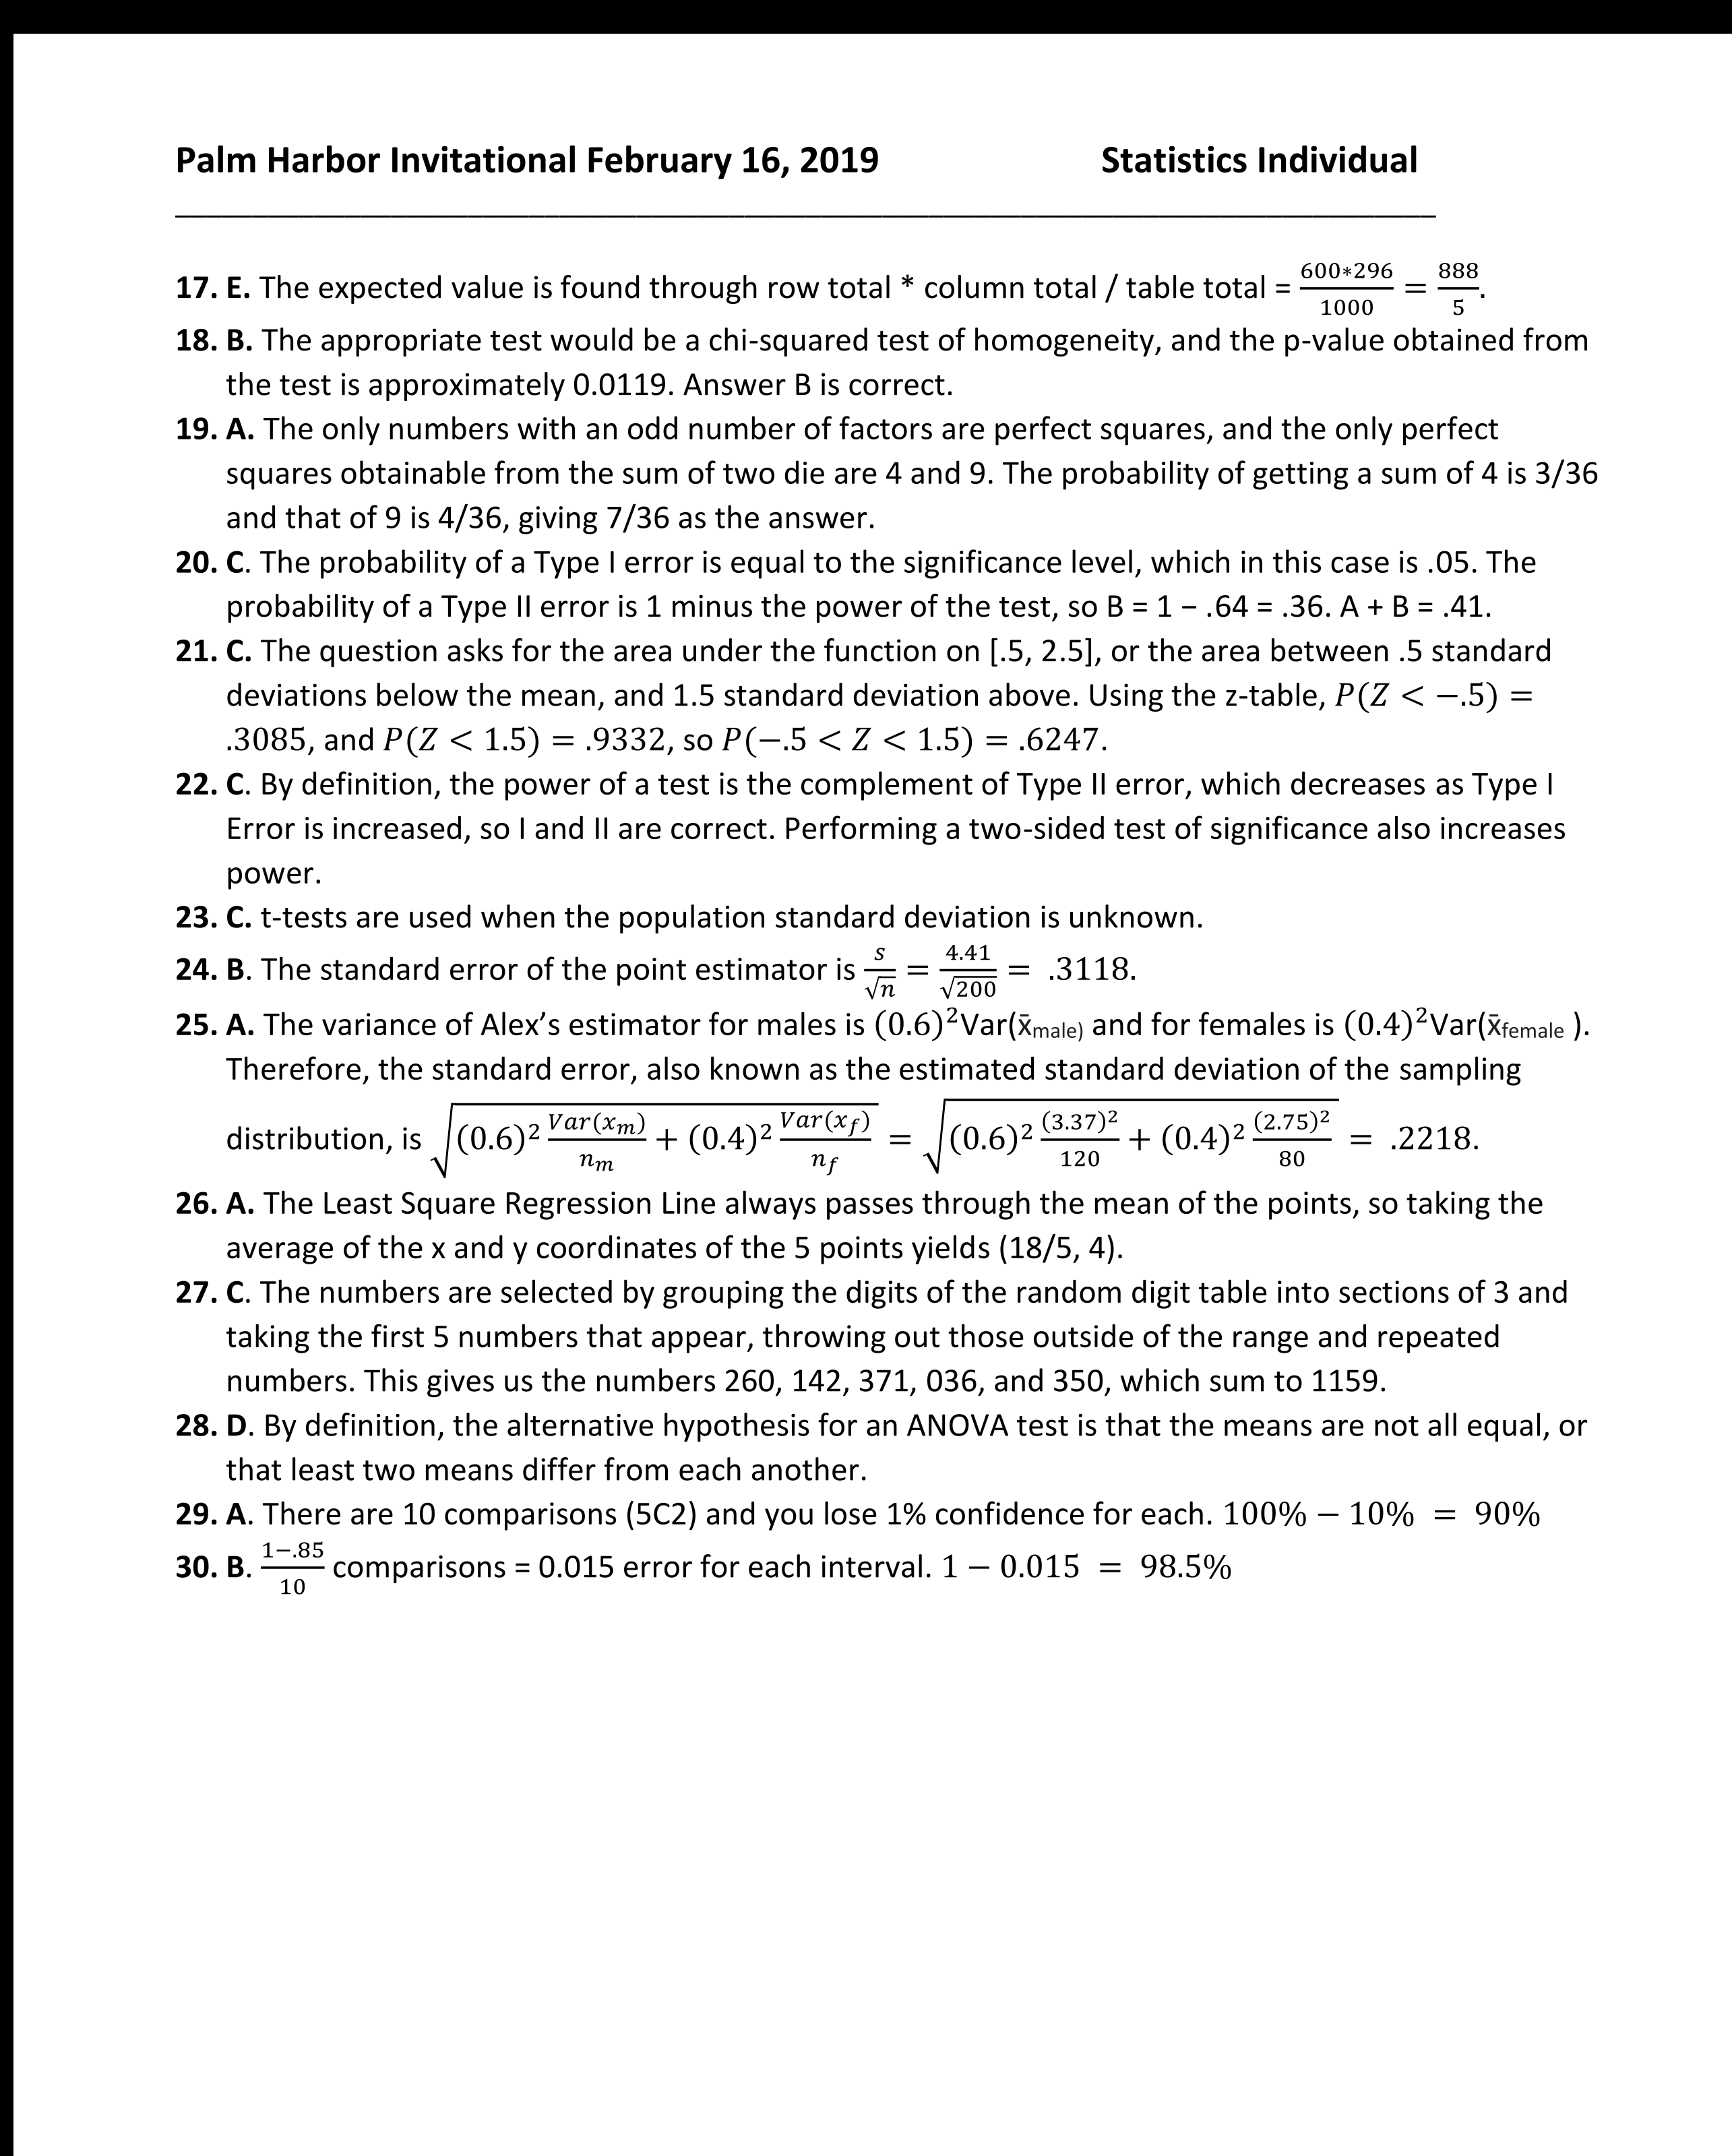 Palm Harbor Invitational February 16, 2019 Statistics Individual
17. E. The expected value is found through row total * column total / table total = 600*296/1000 = 888/5.
18. B. The appropriate test would be a chi-squared test of homogeneity, and the p-value obtained from
the test is approximately 0.0119. Answer B is correct.
19. A. The only numbers with an odd number of factors are perfect squares, and the only perfect
squares obtainable from the sum of two die are 4 and 9. The probability of getting a sum of 4 is 3/36
and that of 9 is 4/36, giving 7/36 as the answer.
20. C. The probability of a Type I error is equal to the significance level, which in this case is .05. The
probability of a Type II error is 1 minus the power of the test, so B = 1 − .64 = .36. A + B = .41.
21. C. The question asks for the area under the function on [.5, 2.5], or the area between .5 standard
deviations below the mean, and 1.5 standard deviation above. Using the z-table, P(Z < −.5) =
.3085, and P(Z < 1.5) = .9332, so P(−.5 < Z < 1.5) = .6247.
22. C. By definition, the power of a test is the complement of Type II error, which decreases as Type I
Error is increased, so I and II are correct. Performing a two-sided test of significance also increases
power.
23. C. t-tests are used when the population standard deviation is unknown.
24. B. The standard error of the point estimator is s/√n = 4.41/√200 = .3118.
25. A. The variance of Alex’s estimator for males is (0.6)²Var(x̄male) and for females is (0.4)²Var(x̄female ).
Therefore, the standard error, also known as the estimated standard deviation of the sampling
distribution, is √((0.6)² Var(xₘ)/nₘ + (0.4)² Var(x_f)/n_f) = √((0.6)² (3.37)²/120 + (0.4)² (2.75)²/80) = .2218.
26. A. The Least Square Regression Line always passes through the mean of the points, so taking the
average of the x and y coordinates of the 5 points yields (18/5, 4).
27. C. The numbers are selected by grouping the digits of the random digit table into sections of 3 and
taking the first 5 numbers that appear, throwing out those outside of the range and repeated
numbers. This gives us the numbers 260, 142, 371, 036, and 350, which sum to 1159.
28. D. By definition, the alternative hypothesis for an ANOVA test is that the means are not all equal, or
that least two means differ from each another.
29. A. There are 10 comparisons (5C2) and you lose 1% confidence for each. 100% − 10% = 90%
30. B. 1−.85/10 comparisons = 0.015 error for each interval. 1 − 0.015 = 98.5%